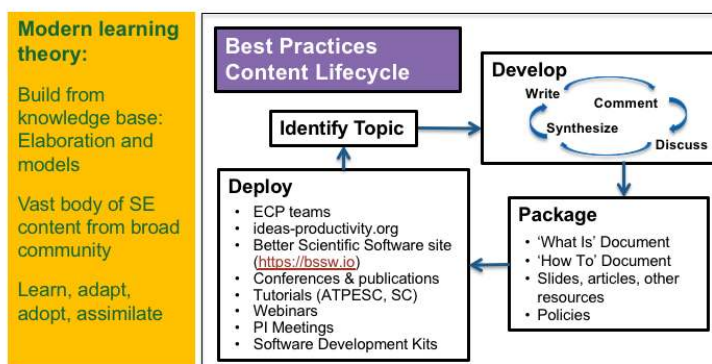 Modern learning
theory:
Build from
knowledge base:
Elaboration and
models
Vast body of SE
content from broad
community
Learn, adapt,
adopt, assimilate
Best Practices
Content Lifecycle
Identify Topic
Develop
Write
Comment
Synthesize
Discuss
Deploy
• ECP teams
• ideas-productivity.org
• Better Scientific Software site
(https://bssw.io)
• Conferences & publications
• Tutorials (ATPESC, SC)
• Webinars
• PI Meetings
• Software Development Kits
Package
• ‘What Is’ Document
• ‘How To’ Document
• Slides, articles, other
resources
• Policies